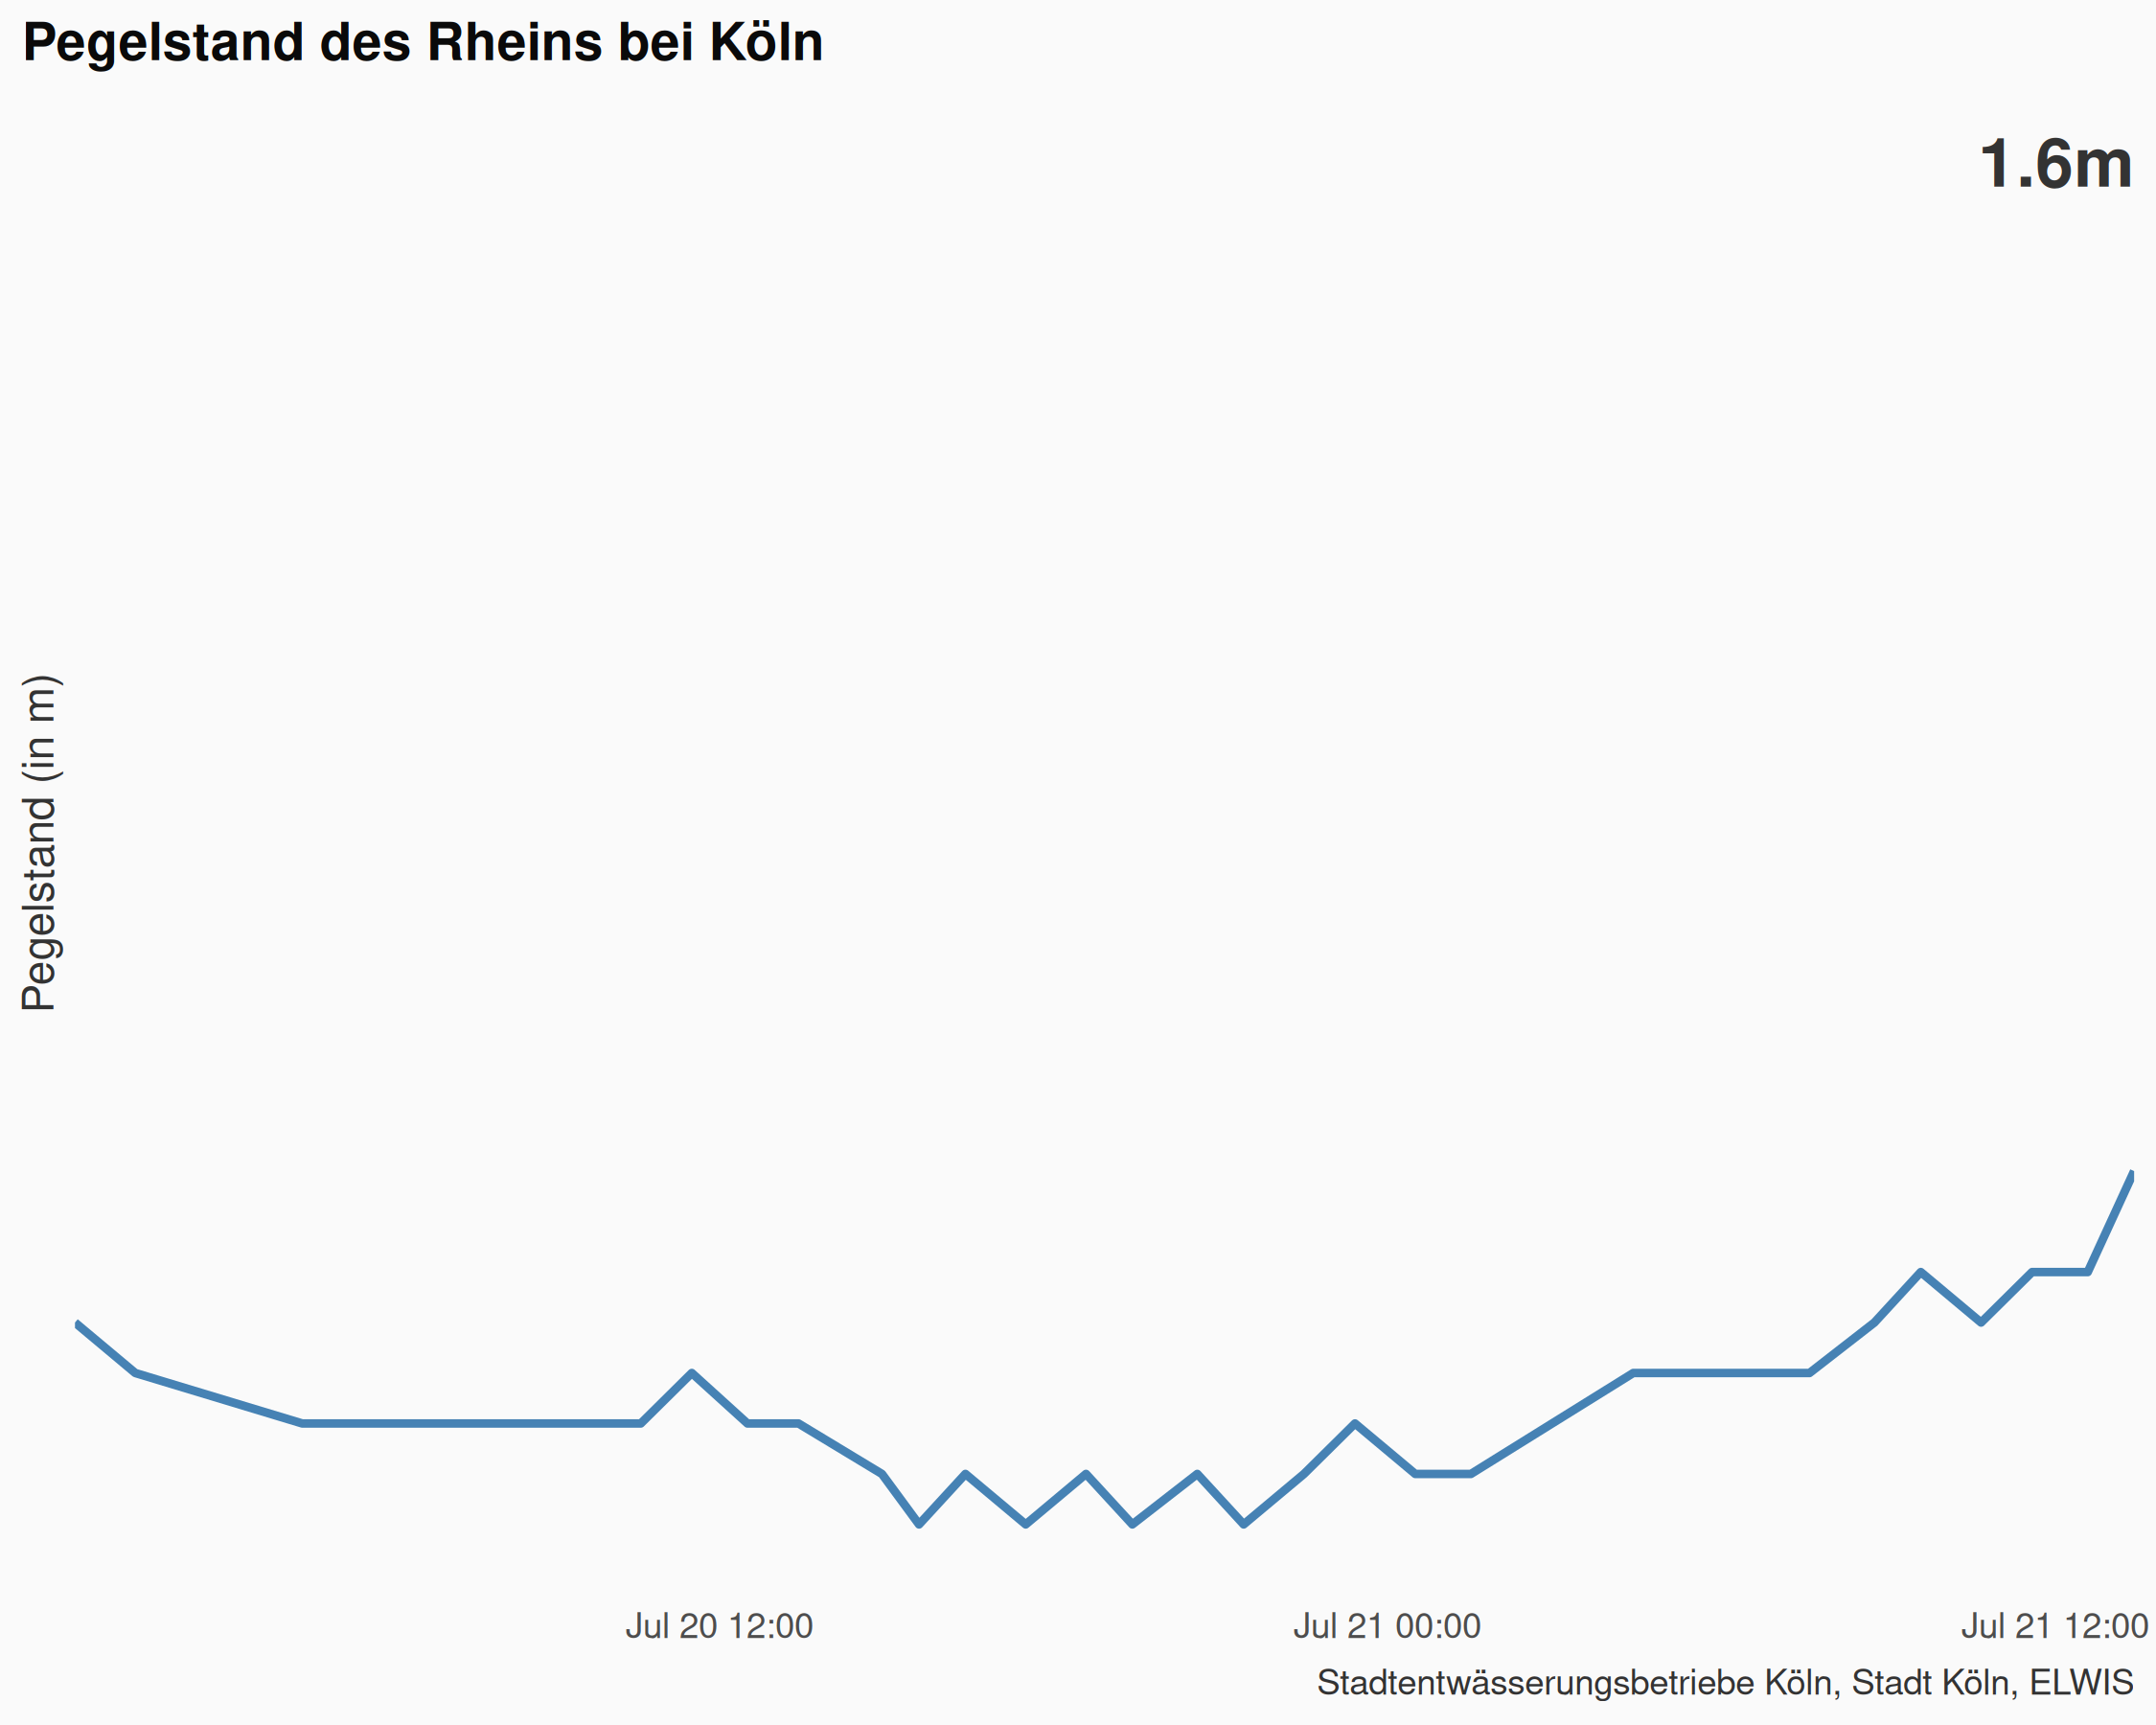 Pegelstand des Rheins bei Köln
1.6m
Pegelstand (in m)
Jul 20 12:00
Jul 21 00:00
Jul 21 12:00
Stadtentwässerungsbetriebe Köln, Stadt Köln, ELWIS